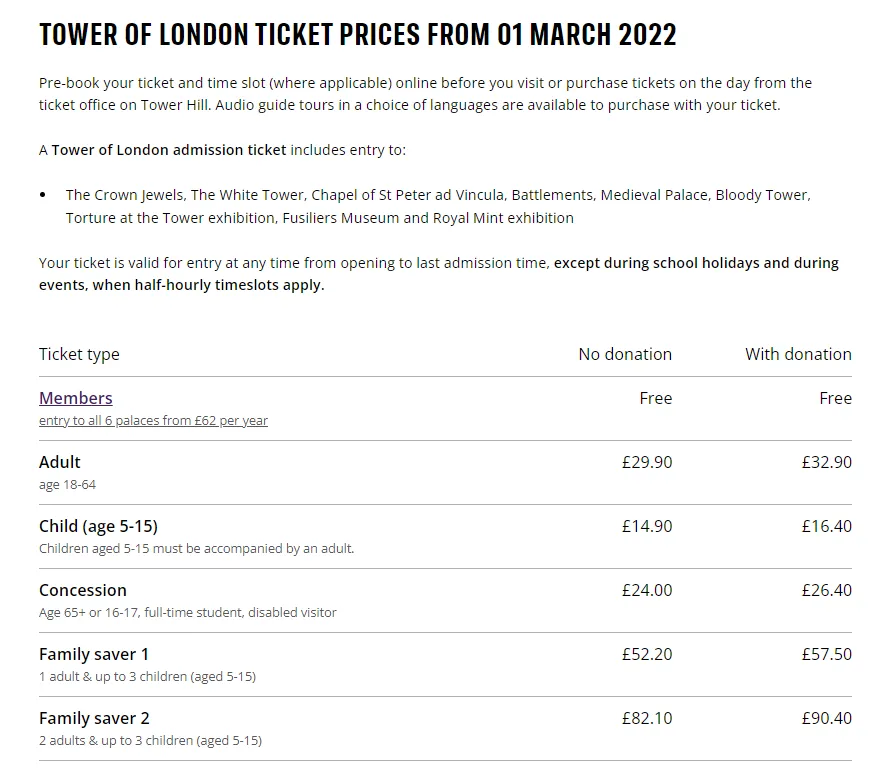 TOWER OF LONDON TICKET PRICES FROM 01 MARCH 2022
Pre-book your ticket and time slot (where applicable) online before you visit or purchase tickets on the day from the
ticket office on Tower Hill. Audio guide tours in a choice of languages are available to purchase with your ticket.
A Tower of London admission ticket includes entry to:
• The Crown Jewels, The White Tower, Chapel of St Peter ad Vincula, Battlements, Medieval Palace, Bloody Tower,
Torture at the Tower exhibition, Fusiliers Museum and Royal Mint exhibition
Your ticket is valid for entry at any time from opening to last admission time, except during school holidays and during
events, when half-hourly timeslots apply.
Ticket type No donation With donation
Members Free Free
entry to all 6 palaces from £62 per year
Adult £29.90 £32.90
age 18-64
Child (age 5-15) £14.90 £16.40
Children aged 5-15 must be accompanied by an adult.
Concession £24.00 £26.40
Age 65+ or 16-17, full-time student, disabled visitor
Family saver 1 £52.20 £57.50
1 adult & up to 3 children (aged 5-15)
Family saver 2 £82.10 £90.40
2 adults & up to 3 children (aged 5-15)